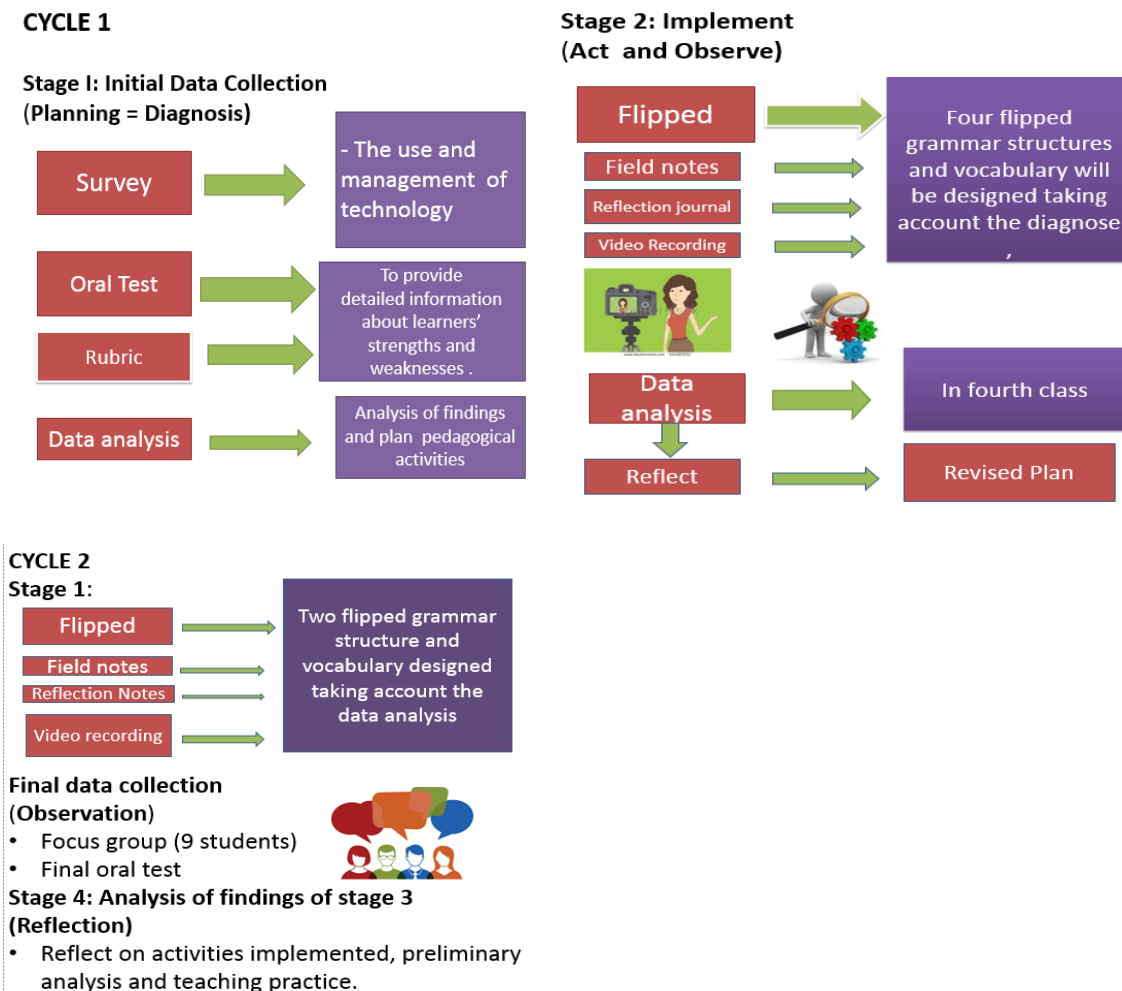 CYCLE 1
Stage I: Initial Data Collection
(Planning = Diagnosis)
Survey
- The use and
management of
technology
Oral Test
Rubric
To provide
detailed information
about learners'
strengths and
weaknesses .
Data analysis
Analysis of findings
and plan pedagogical
activities
Stage 2: Implement
(Act and Observe)
Flipped
Field notes
Reflection journal
Video Recording
Four flipped
grammar structures
and vocabulary will
be designed taking
account the diagnose
,
Data
analysis
In fourth class
Reflect
Revised Plan
CYCLE 2
Stage 1:
Flipped
Field notes
Reflection Notes
Video recording
Two flipped grammar
structure and
vocabulary designed
taking account the
data analysis
Final data collection
(Observation)
• Focus group (9 students)
• Final oral test
Stage 4: Analysis of findings of stage 3
(Reflection)
• Reflect on activities implemented, preliminary
analysis and teaching practice.